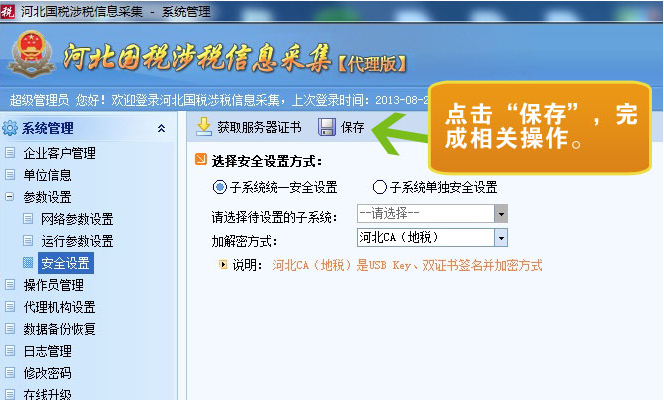 税 河北国税涉税信息采集 - 系统管理
河北国税涉税信息采集【代理版】
超级管理员 您好！欢迎登录河北国税涉税信息采集，上次登录时间：2013-08-2
点击“保存”，完
成相关操作。
系统管理
企业客户管理
单位信息
参数设置
网络参数设置
运行参数设置
安全设置
操作员管理
代理机构设置
数据备份恢复
日志管理
修改密码
在线升级
获取服务器证书 保存
选择安全设置方式：
子系统统一安全设置 子系统单独安全设置
请选择待设置的子系统： --请选择--
加解密方式： 河北CA（地税）
说明： 河北CA（地税）是USB Key、双证书签名并加密方式